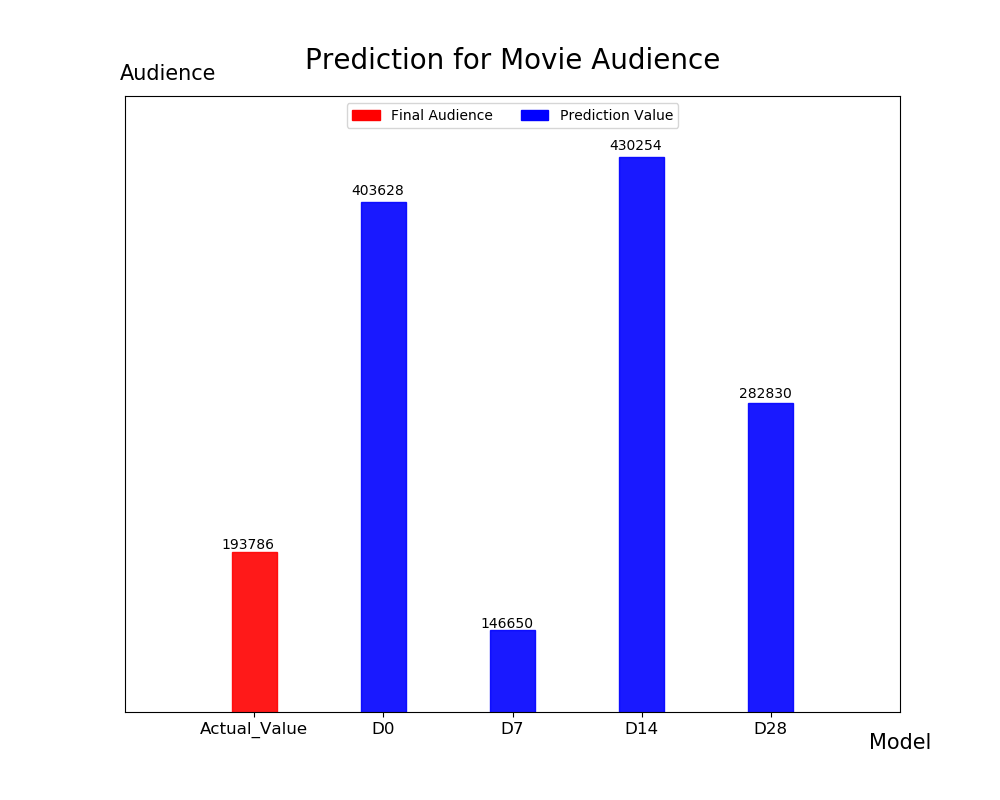 Prediction for Movie Audience
Audience
Final Audience Prediction Value
430254
403628
282830
193786
146650
Actual_Value D0 D7 D14 D28
Model